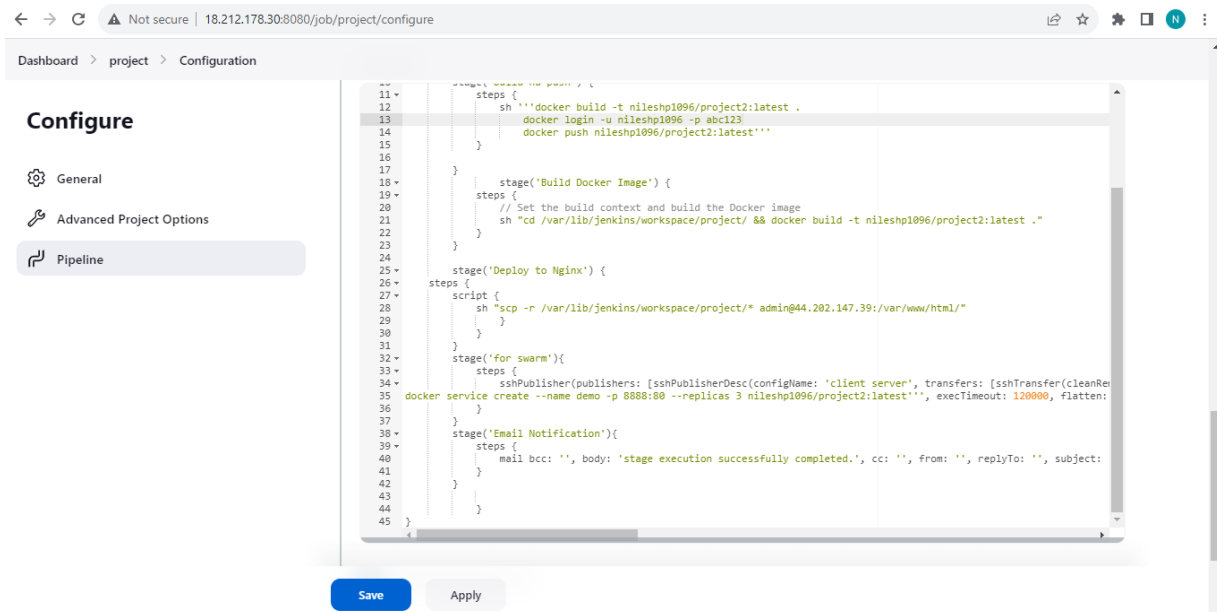 Not secure | 18.212.178.30:8080/job/project/configure
N
Dashboard > project > Configuration
Configure
General
Advanced Project Options
Pipeline
11 steps {
12 sh '''docker build -t nileshp1096/project2:latest .
13 docker login -u nileshp1096 -p abc123
14 docker push nileshp1096/project2:latest'''
15 }
16
17 }
18 stage('Build Docker Image') {
19 steps {
20 // Set the build context and build the Docker image
21 sh "cd /var/lib/jenkins/workspace/project/ && docker build -t nileshp1096/project2:latest ."
22 }
23 }
24
25 stage('Deploy to Nginx') {
26 steps {
27 script {
28 sh "scp -r /var/lib/jenkins/workspace/project/* admin@44.202.147.39:/var/www/html/"
29 }
30 }
31 }
32 stage('for swarm'){
33 steps {
34 sshPublisher(publishers: [sshPublisherDesc(configName: 'client server', transfers: [sshTransfer(cleanRe
35 docker service create --name demo -p 8888:80 --replicas 3 nileshp1096/project2:latest''', execTimeout: 120000, flatten:
36 }
37 }
38 stage('Email Notification'){
39 steps {
40 mail bcc: '', body: 'stage execution successfully completed.', cc: '', from: '', replyTo: '', subject:
41 }
42 }
43
44 }
45 }
Save
Apply